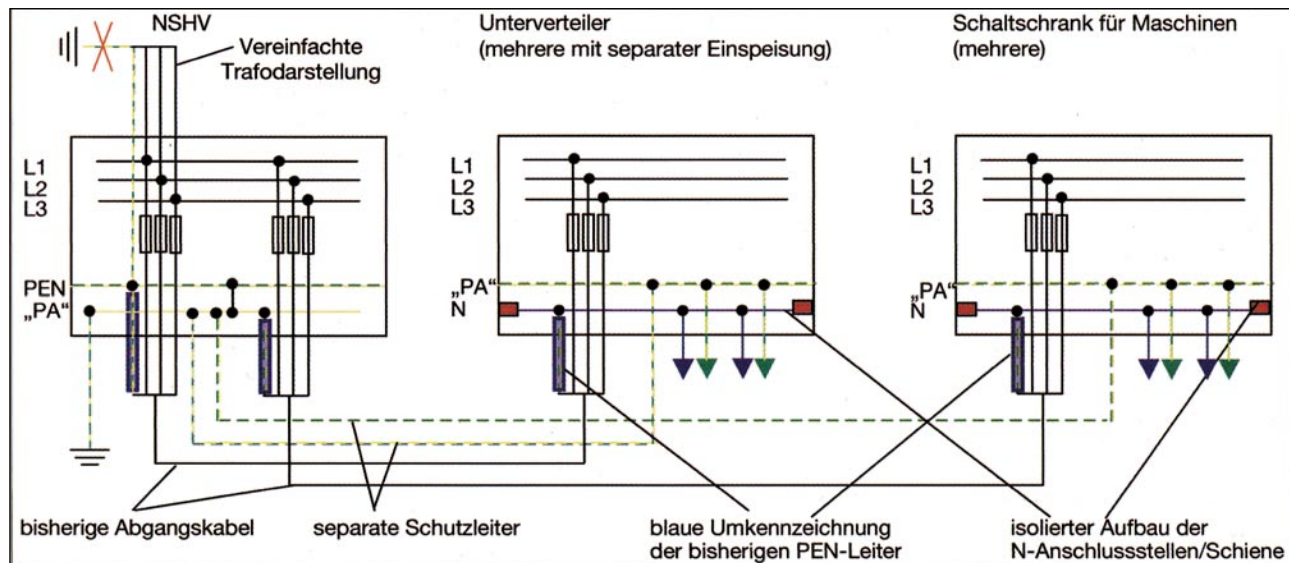 NSHV
Vereinfachte
Trafodarstellung
Unterverteiler
(mehrere mit separater Einspeisung)
Schaltschrank für Maschinen
(mehrere)
L1
L2
L3
PEN
„PA“
L1
L2
L3
„PA“
N
L1
L2
L3
„PA“
N
bisherige Abgangskabel
separate Schutzleiter
blaue Umkennzeichnung
der bisherigen PEN-Leiter
isolierter Aufbau der
N-Anschlussstellen/Schiene